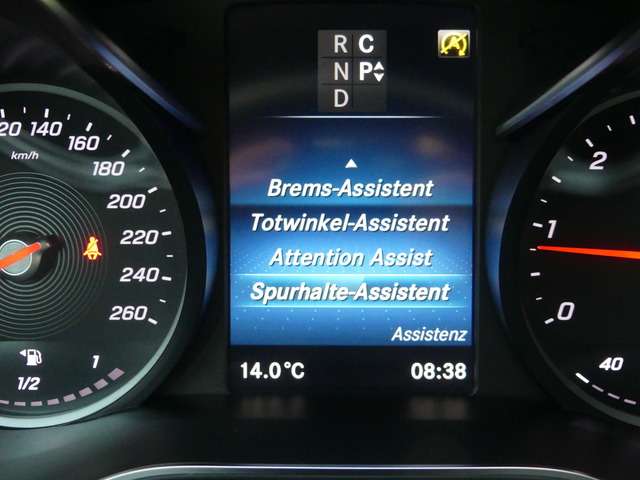 R C
N P
D
20 140 160 180 200 220 240 260
km/h
Brems-Assistent
Totwinkel-Assistent
Attention Assist
Spurhalte-Assistent
Assistenz
14.0°C 08:38
1/2 1
2
1
0
40